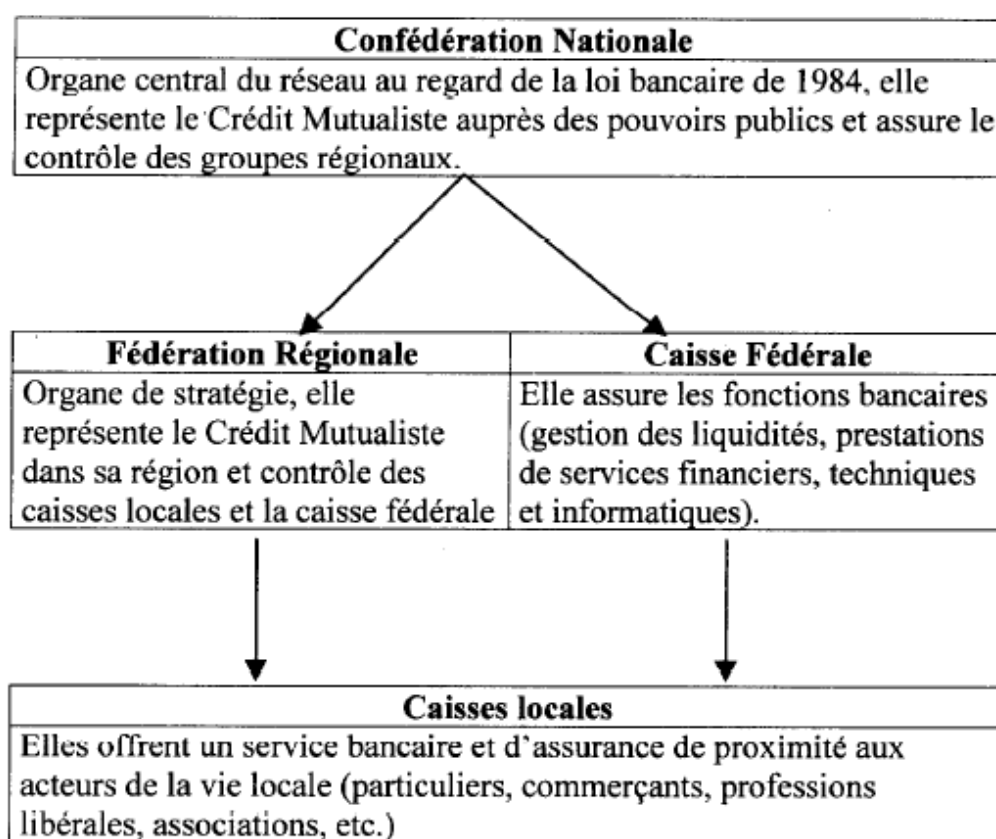 Confédération Nationale
Organe central du réseau au regard de la loi bancaire de 1984, elle
représente le Crédit Mutualiste auprès des pouvoirs publics et assure le
contrôle des groupes régionaux.
Fédération Régionale
Organe de stratégie, elle
représente le Crédit Mutualiste
dans sa région et contrôle des
caisses locales et la caisse fédérale
Caisse Fédérale
Elle assure les fonctions bancaires
(gestion des liquidités, prestations
de services financiers, techniques
et informatiques).
Caisses locales
Elles offrent un service bancaire et d'assurance de proximité aux
acteurs de la vie locale (particuliers, commerçants, professions
libérales, associations, etc.)